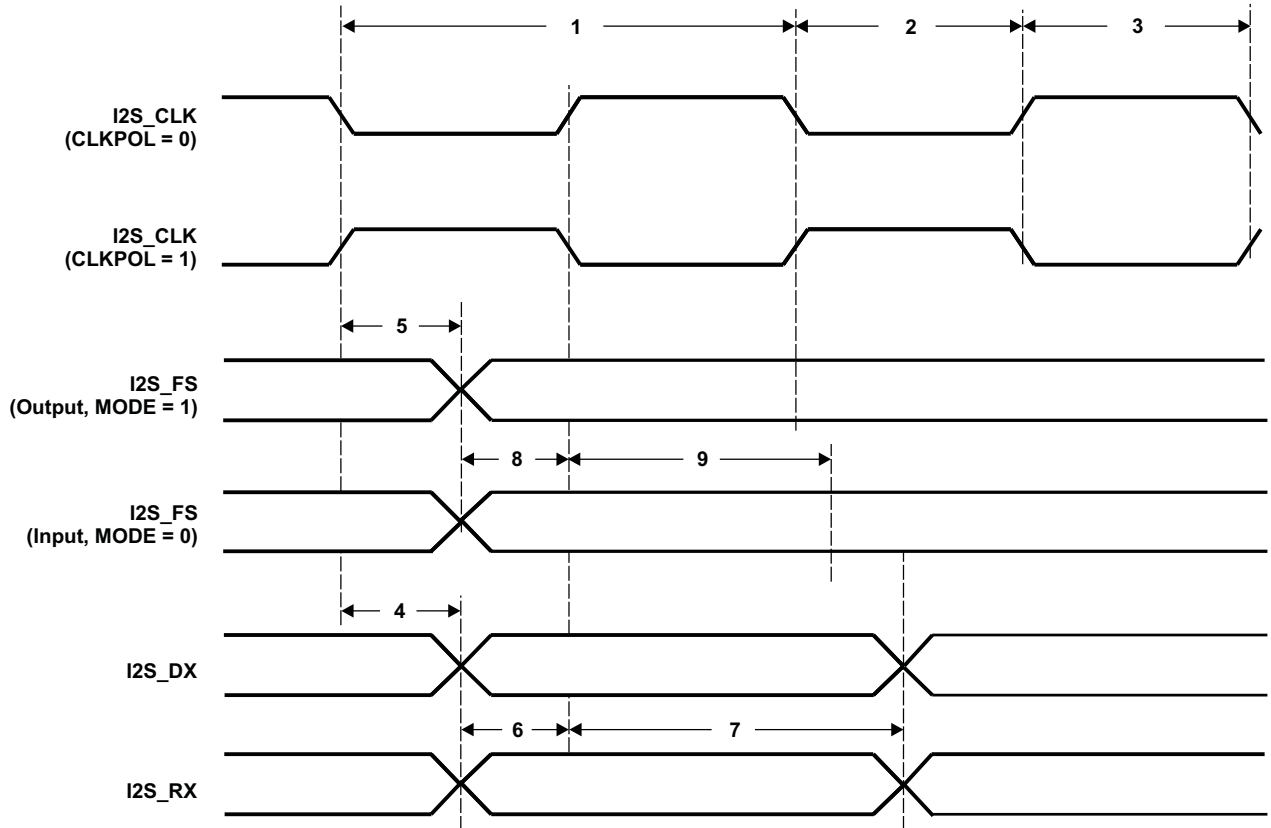 1
2
3
I2S_CLK
(CLKPOL = 0)
I2S_CLK
(CLKPOL = 1)
5
I2S_FS
(Output, MODE = 1)
8
9
I2S_FS
(Input, MODE = 0)
4
I2S_DX
6
7
I2S_RX